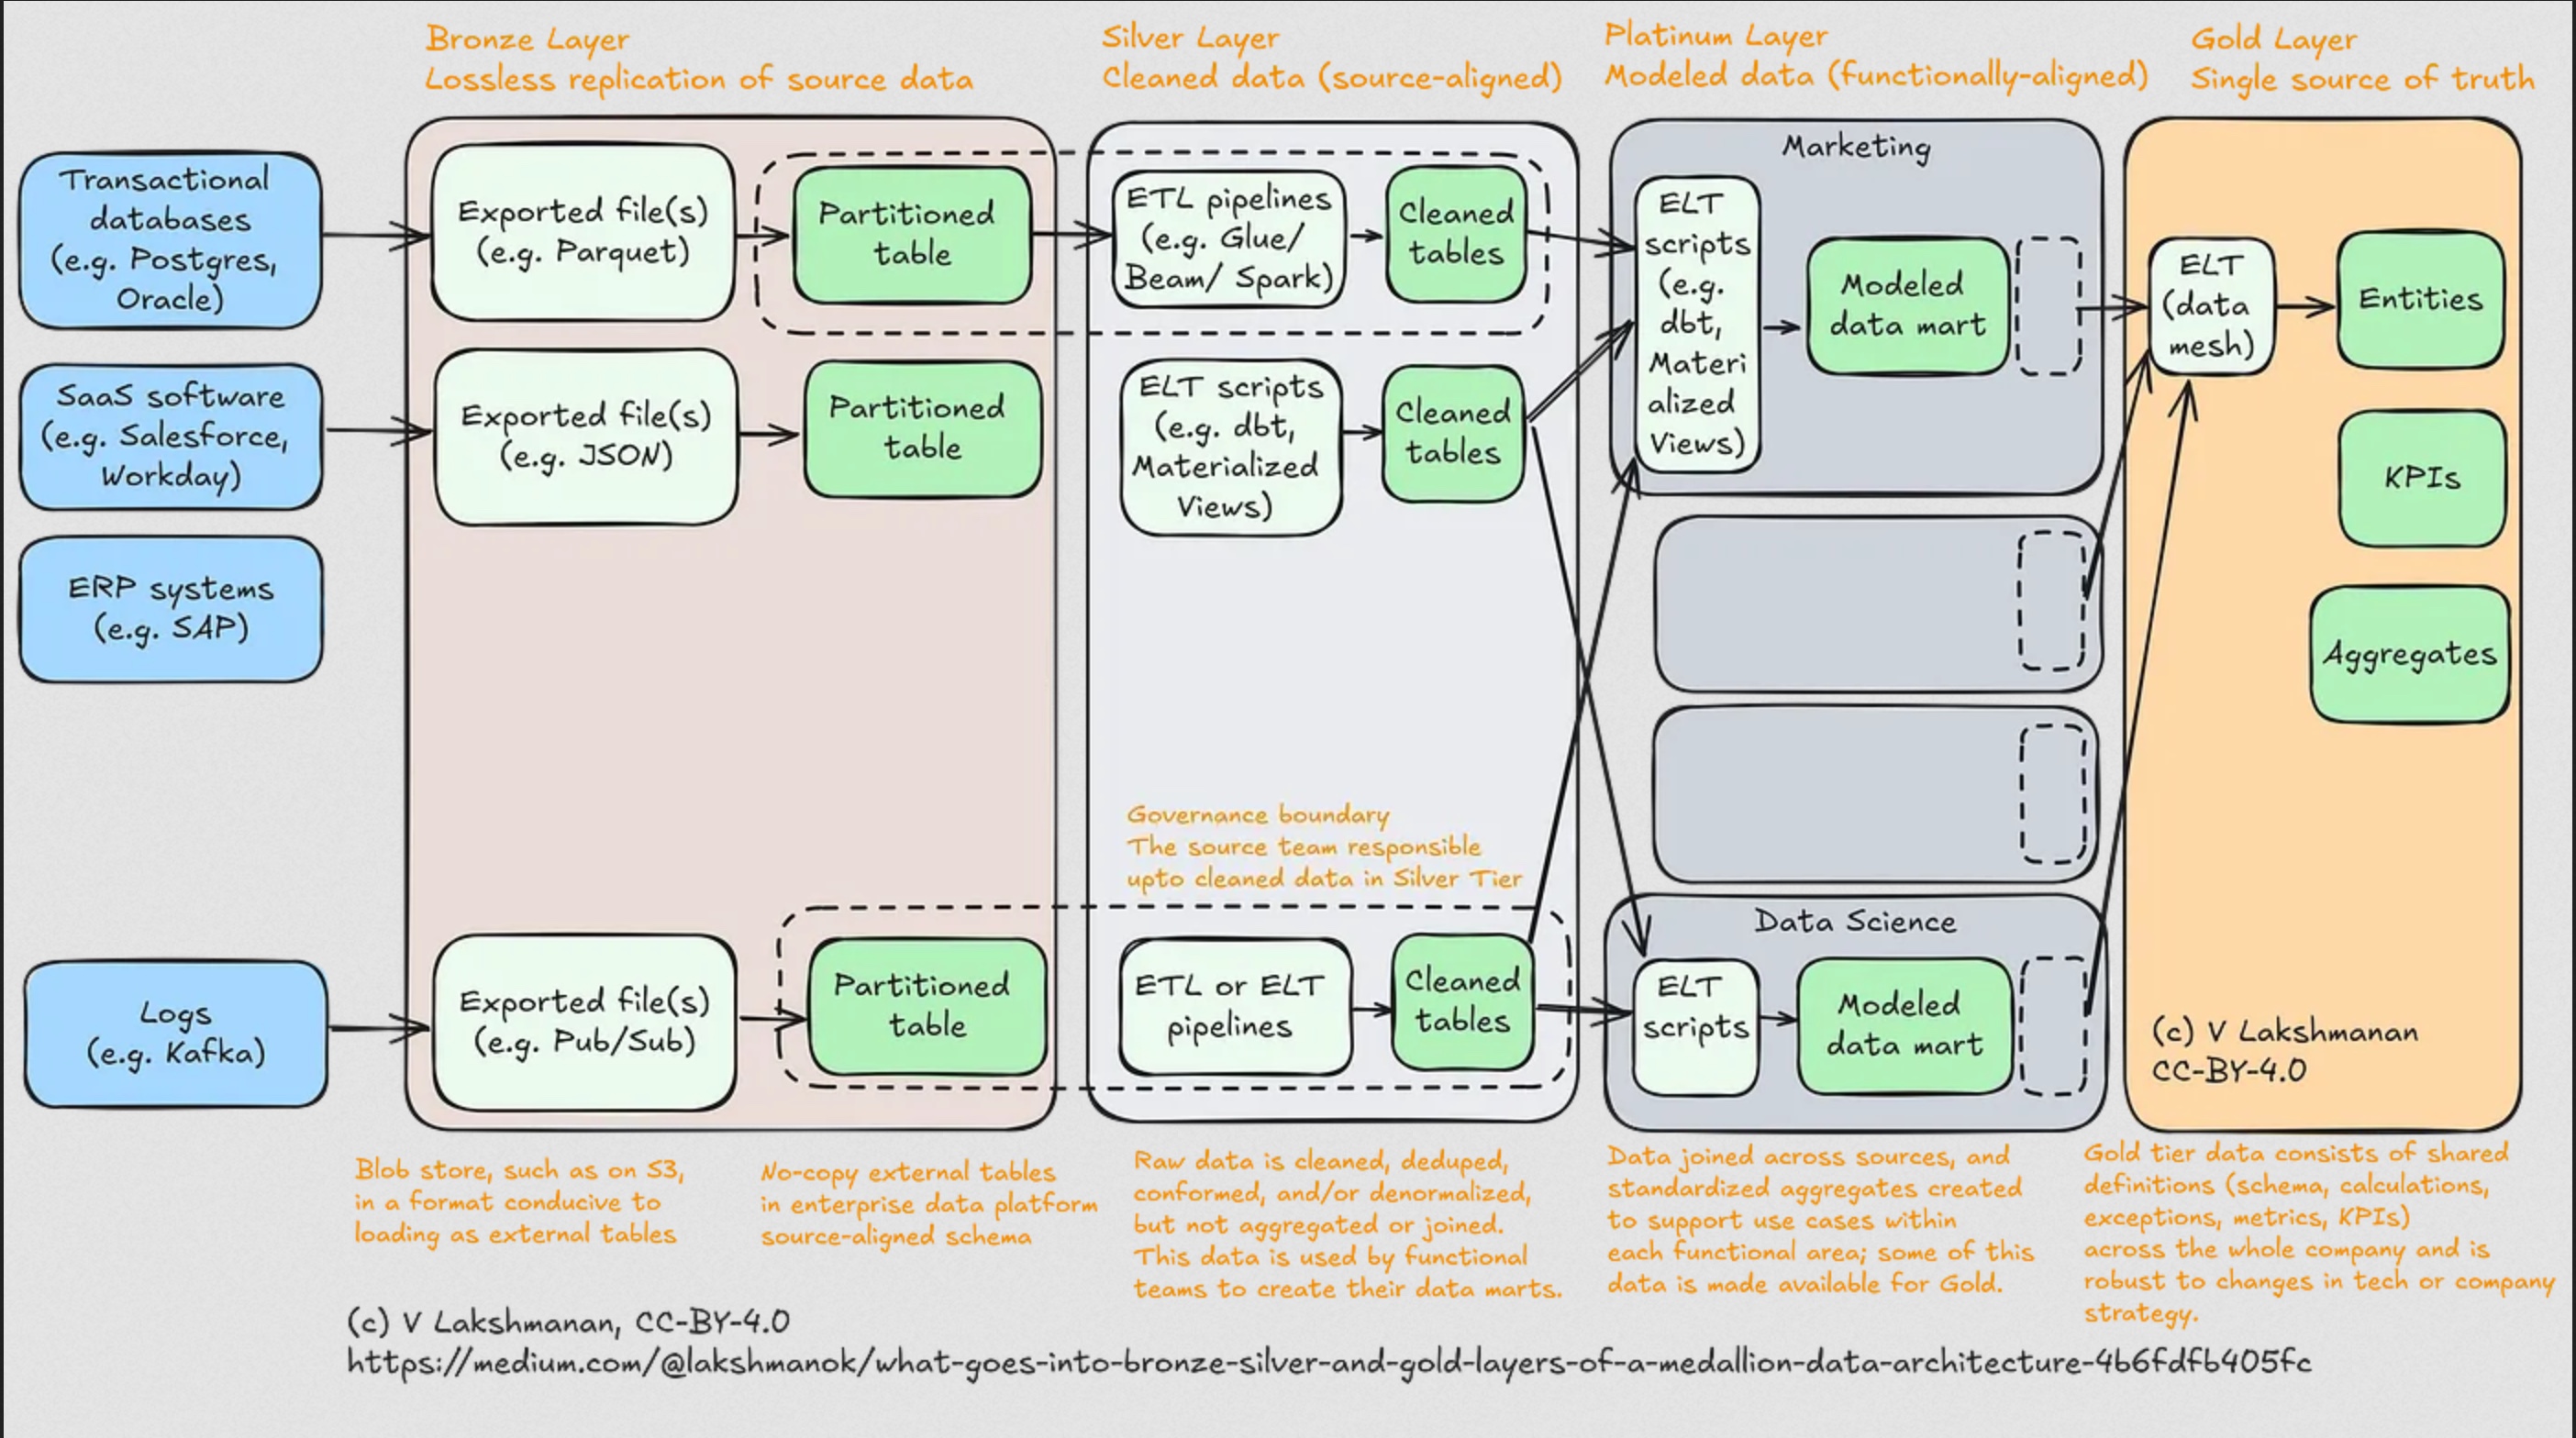 Bronze Layer
Lossless replication of source data
Silver Layer
Cleaned data (source-aligned)
Platinum Layer
Modeled data (functionally-aligned)
Gold Layer
Single source of truth
Transactional
databases
(e.g. Postgres,
Oracle)
Exported file(s)
(e.g. Parquet)
Partitioned
table
ETL pipelines
(e.g. Glue/
Beam/ Spark)
Cleaned
tables
Marketing
ELT
scripts
(e.g.
dbt,
Materi
alized
Views)
Modeled
data mart
ELT
(data
mesh)
Entities
SaaS software
(e.g. Salesforce,
Workday)
Exported file(s)
(e.g. JSON)
Partitioned
table
ELT scripts
(e.g. dbt,
Materialized
Views)
Cleaned
tables
KPIs
ERP systems
(e.g. SAP)
Aggregates
Governance boundary
The source team responsible
upto cleaned data in Silver Tier
Logs
(e.g. Kafka)
Exported file(s)
(e.g. Pub/Sub)
Partitioned
table
ETL or ELT
pipelines
Cleaned
tables
Data Science
ELT
scripts
Modeled
data mart
(c) V Lakshmanan
CC-BY-4.0
Blob store, such as on S3,
in a format conducive to
loading as external tables
No-copy external tables
in enterprise data platform
source-aligned schema
Raw data is cleaned, deduped,
conformed, and/or denormalized,
but not aggregated or joined.
This data is used by functional
teams to create their data marts.
Data joined across sources, and
standardized aggregates created
to support use cases within
each functional area; some of this
data is made available for Gold.
Gold tier data consists of shared
definitions (schema, calculations,
exceptions, metrics, KPIs)
across the whole company and is
robust to changes in tech or company
strategy.
(c) V Lakshmanan, CC-BY-4.0
https://medium.com/@lakshmanok/what-goes-into-bronze-silver-and-gold-layers-of-a-medallion-data-architecture-4b6fdfb405fc